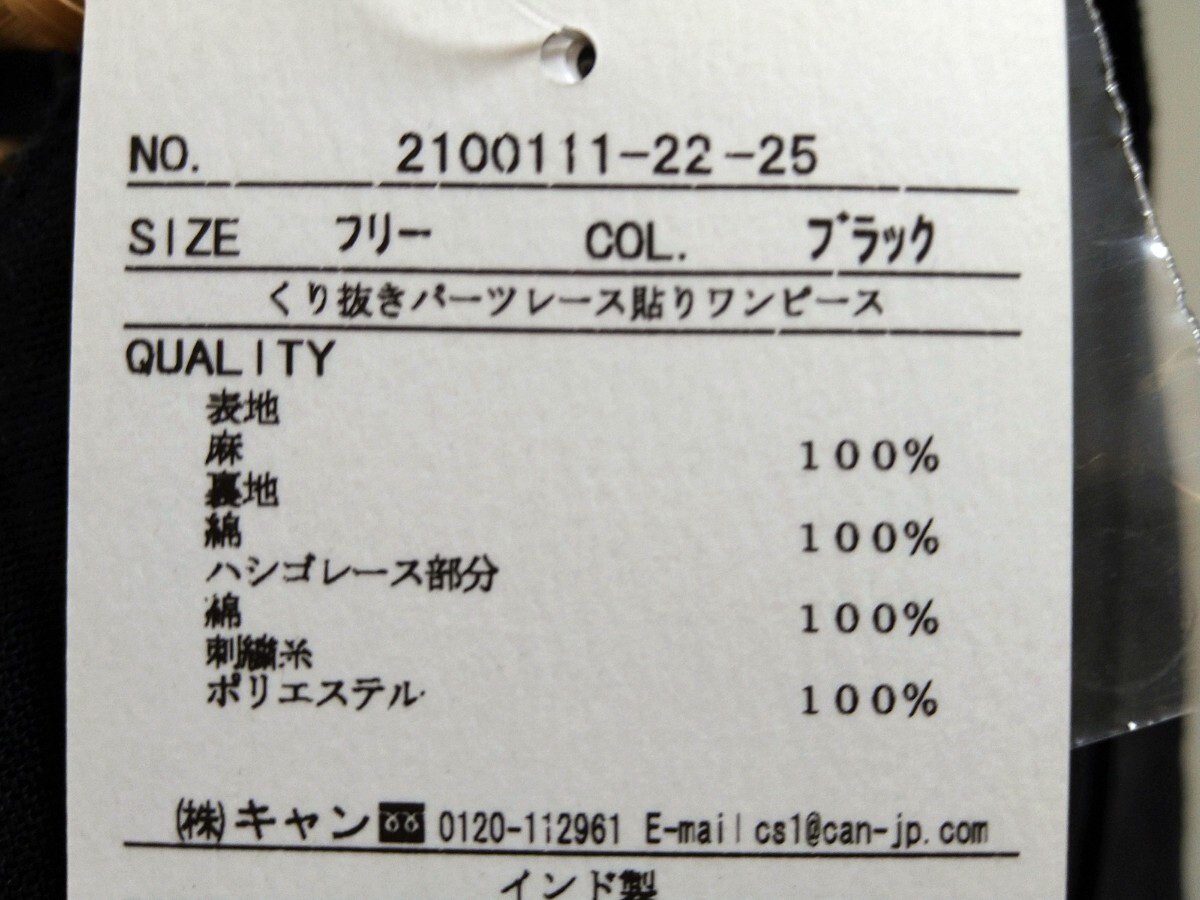 NO. 2100111-22-25
SIZE フリー COL. ブラック
くり抜きパーツレース貼りワンピース
QUALITY
表地
麻 100%
裏地
綿 100%
ハシゴレース部分
綿 100%
刺繍糸
ポリエステル 100%
㈱キャン 0120-112961 E-mail cs1@can-jp.com
インド製